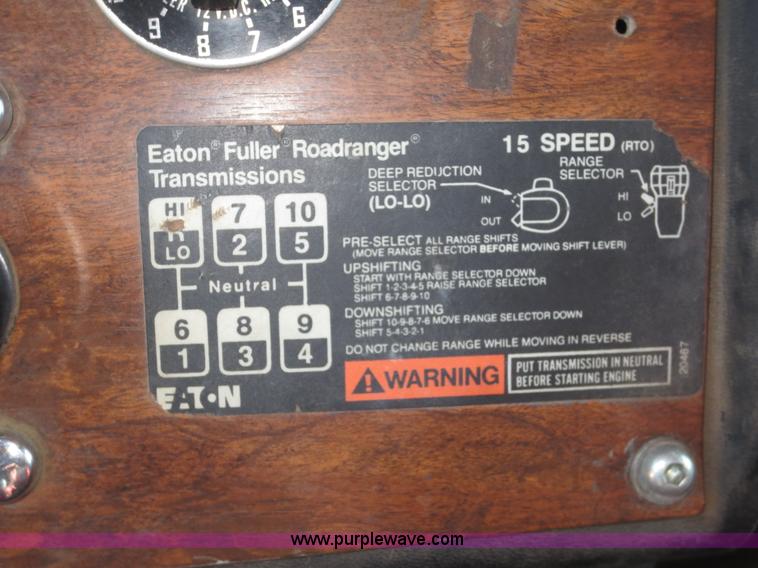 12 V.D.C.
9 8 7 6
Eaton® Fuller® Roadranger®
Transmissions
15 SPEED (RTO)
DEEP REDUCTION
SELECTOR
(LO-LO)
IN
OUT
RANGE
SELECTOR
HI
LO
HI
R
LO
7
2
10
5
Neutral
6
1
8
3
9
4
PRE-SELECT ALL RANGE SHIFTS
(MOVE RANGE SELECTOR BEFORE MOVING SHIFT LEVER)
UPSHIFTING
START WITH RANGE SELECTOR DOWN
SHIFT 1-2-3-4-5 RAISE RANGE SELECTOR
SHIFT 6-7-8-9-10
DOWNSHIFTING
SHIFT 10-9-8-7-6 MOVE RANGE SELECTOR DOWN
SHIFT 5-4-3-2-1
DO NOT CHANGE RANGE WHILE MOVING IN REVERSE
WARNING
PUT TRANSMISSION IN NEUTRAL
BEFORE STARTING ENGINE
20467
EATON
www.purplewave.com